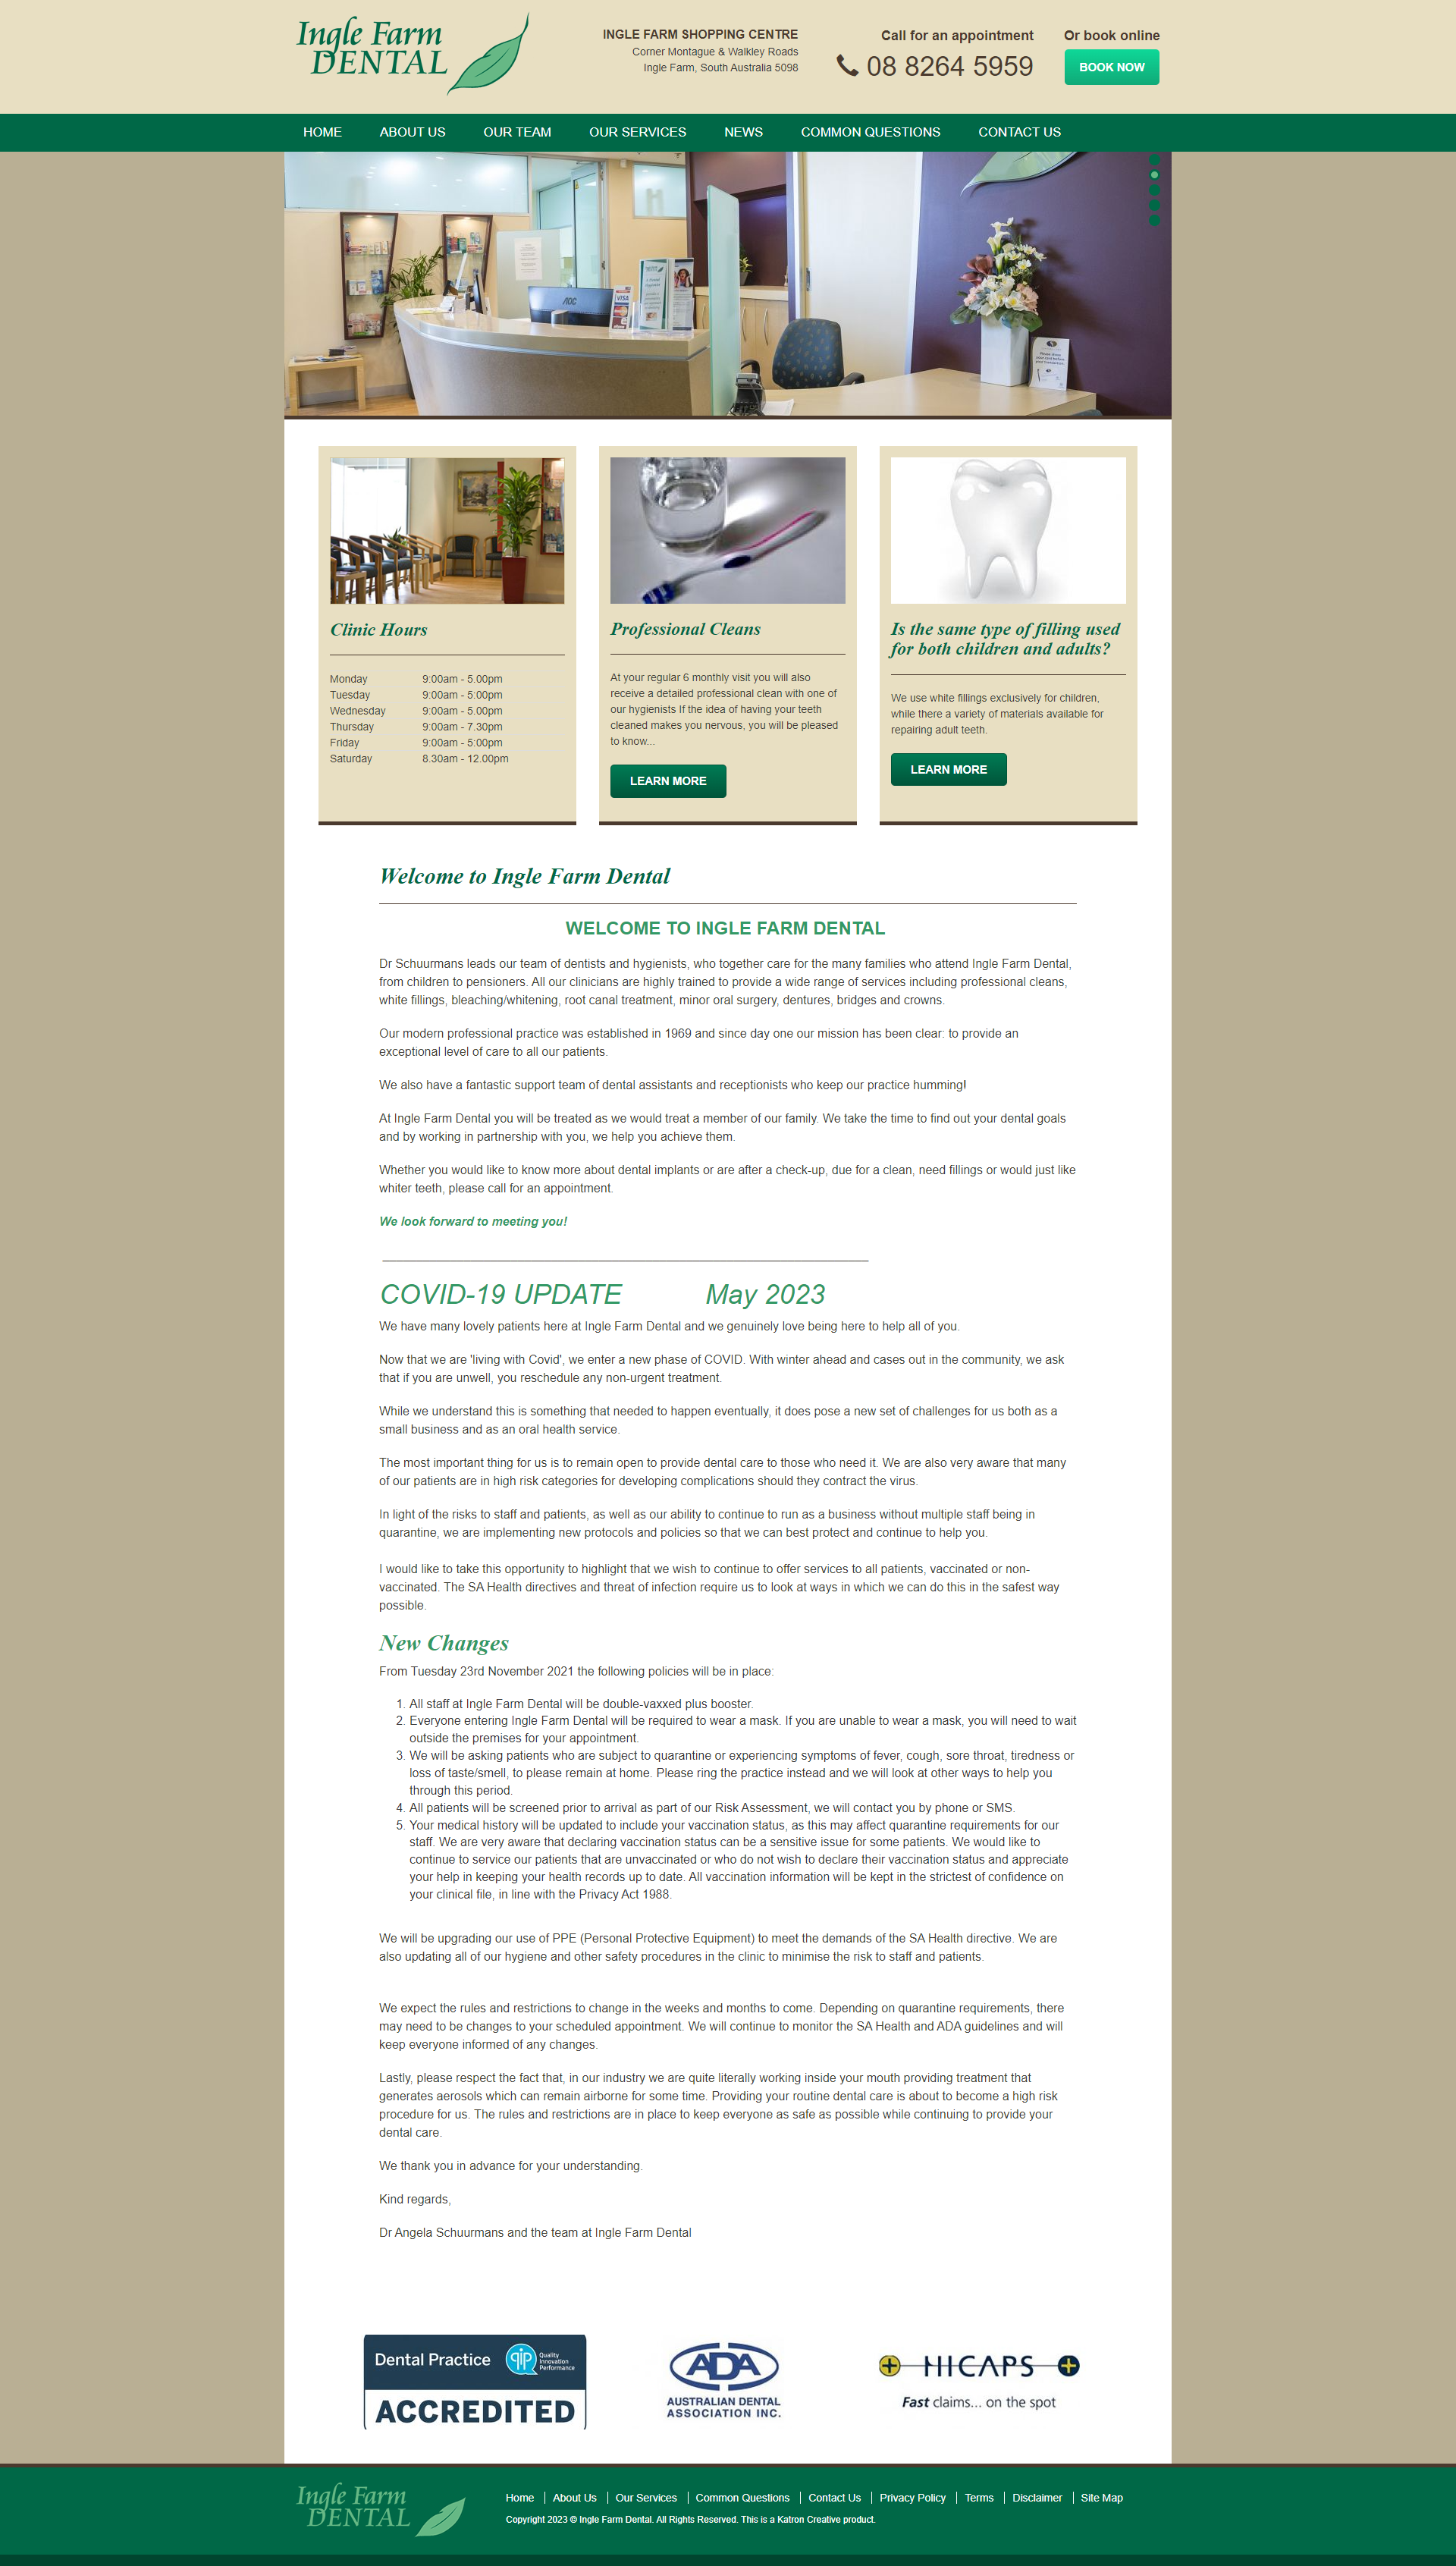 Ingle Farm
DENTAL
INGLE FARM SHOPPING CENTRE
Corner Montague & Walkley Roads
Ingle Farm, South Australia 5098
Call for an appointment
08 8264 5959
Or book online
BOOK NOW
HOME ABOUT US OUR TEAM OUR SERVICES NEWS COMMON QUESTIONS CONTACT US
AOC
VISA
Clinic Hours
Monday 9:00am - 5.00pm
Tuesday 9:00am - 5:00pm
Wednesday 9:00am - 5.00pm
Thursday 9:00am - 7.30pm
Friday 9:00am - 5:00pm
Saturday 8.30am - 12.00pm
Professional Cleans
At your regular 6 monthly visit you will also
receive a detailed professional clean with one of
our hygienists If the idea of having your teeth
cleaned makes you nervous, you will be pleased
to know...
LEARN MORE
Is the same type of filling used
for both children and adults?
We use white fillings exclusively for children,
while there a variety of materials available for
repairing adult teeth.
LEARN MORE
Welcome to Ingle Farm Dental
WELCOME TO INGLE FARM DENTAL
Dr Schuurmans leads our team of dentists and hygienists, who together care for the many families who attend Ingle Farm Dental,
from children to pensioners. All our clinicians are highly trained to provide a wide range of services including professional cleans,
white fillings, bleaching/whitening, root canal treatment, minor oral surgery, dentures, bridges and crowns.
Our modern professional practice was established in 1969 and since day one our mission has been clear: to provide an
exceptional level of care to all our patients.
We also have a fantastic support team of dental assistants and receptionists who keep our practice humming!
At Ingle Farm Dental you will be treated as we would treat a member of our family. We take the time to find out your dental goals
and by working in partnership with you, we help you achieve them.
Whether you would like to know more about dental implants or are after a check-up, due for a clean, need fillings or would just like
whiter teeth, please call for an appointment.
We look forward to meeting you!
COVID-19 UPDATE May 2023
We have many lovely patients here at Ingle Farm Dental and we genuinely love being here to help all of you.
Now that we are 'living with Covid', we enter a new phase of COVID. With winter ahead and cases out in the community, we ask
that if you are unwell, you reschedule any non-urgent treatment.
While we understand this is something that needed to happen eventually, it does pose a new set of challenges for us both as a
small business and as an oral health service.
The most important thing for us is to remain open to provide dental care to those who need it. We are also very aware that many
of our patients are in high risk categories for developing complications should they contract the virus.
In light of the risks to staff and patients, as well as our ability to continue to run as a business without multiple staff being in
quarantine, we are implementing new protocols and policies so that we can best protect and continue to help you.
I would like to take this opportunity to highlight that we wish to continue to offer services to all patients, vaccinated or non-
vaccinated. The SA Health directives and threat of infection require us to look at ways in which we can do this in the safest way
possible.
New Changes
From Tuesday 23rd November 2021 the following policies will be in place:
1. All staff at Ingle Farm Dental will be double-vaxxed plus booster.
2. Everyone entering Ingle Farm Dental will be required to wear a mask. If you are unable to wear a mask, you will need to wait
outside the premises for your appointment.
3. We will be asking patients who are subject to quarantine or experiencing symptoms of fever, cough, sore throat, tiredness or
loss of taste/smell, to please remain at home. Please ring the practice instead and we will look at other ways to help you
through this period.
4. All patients will be screened prior to arrival as part of our Risk Assessment, we will contact you by phone or SMS.
5. Your medical history will be updated to include your vaccination status, as this may affect quarantine requirements for our
staff. We are very aware that declaring vaccination status can be a sensitive issue for some patients. We would like to
continue to service our patients that are unvaccinated or who do not wish to declare their vaccination status and appreciate
your help in keeping your health records up to date. All vaccination information will be kept in the strictest of confidence on
your clinical file, in line with the Privacy Act 1988.
We will be upgrading our use of PPE (Personal Protective Equipment) to meet the demands of the SA Health directive. We are
also updating all of our hygiene and other safety procedures in the clinic to minimise the risk to staff and patients.
We expect the rules and restrictions to change in the weeks and months to come. Depending on quarantine requirements, there
may need to be changes to your scheduled appointment. We will continue to monitor the SA Health and ADA guidelines and will
keep everyone informed of any changes.
Lastly, please respect the fact that, in our industry we are quite literally working inside your mouth providing treatment that
generates aerosols which can remain airborne for some time. Providing your routine dental care is about to become a high risk
procedure for us. The rules and restrictions are in place to keep everyone as safe as possible while continuing to provide your
dental care.
We thank you in advance for your understanding.
Kind regards,
Dr Angela Schuurmans and the team at Ingle Farm Dental
Dental Practice
QIP
Quality
Innovation
Performance
ACCREDITED
ADA
AUSTRALIAN DENTAL
ASSOCIATION INC.
HICAPS
Fast claims... on the spot
Ingle Farm
DENTAL
Home About Us Our Services Common Questions Contact Us Privacy Policy Terms Disclaimer Site Map
Copyright 2023 © Ingle Farm Dental. All Rights Reserved. This is a Katron Creative product.